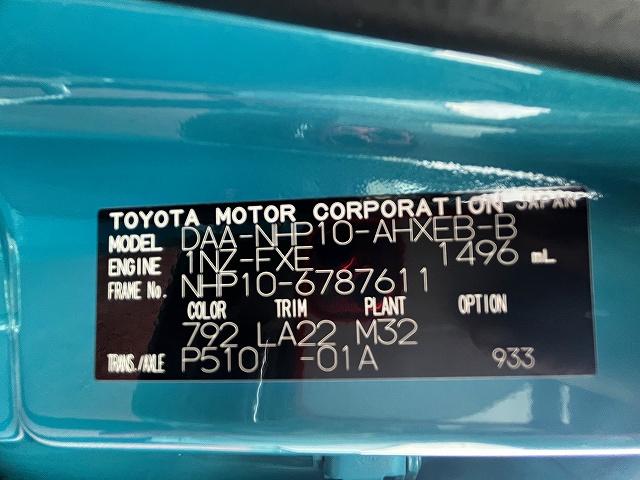 TOYOTA MOTOR CORPORATION JAPAN
MODEL DAA-NHP10-AHXEB-B
ENGINE 1NZ-FXE 1496 mL
FRAME No. NHP10-6787611
COLOR TRIM PLANT OPTION
792 LA22 M32
TRANS./AXLE P510 -01A 933